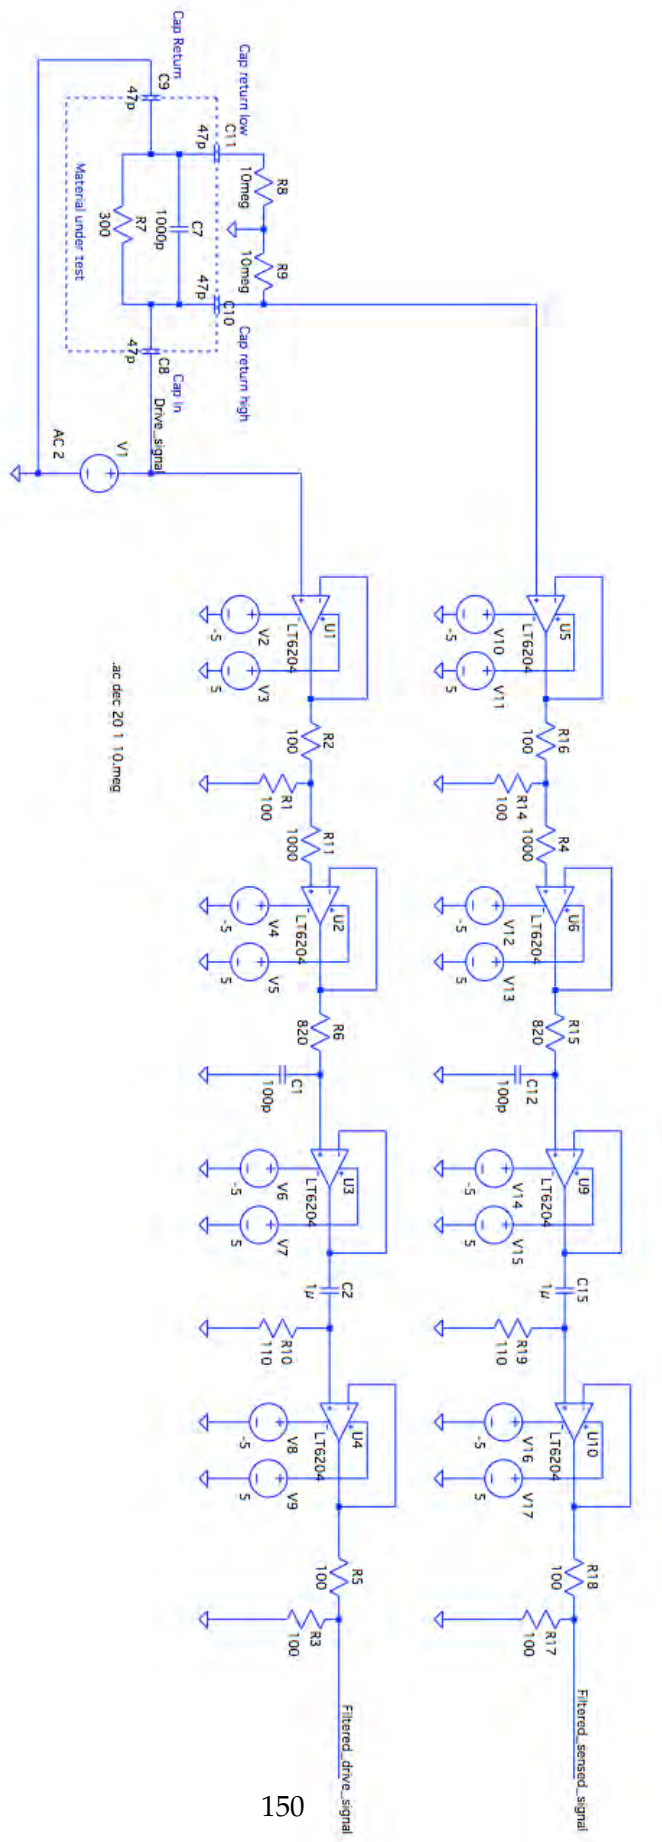 Cap Return
C9
47p
Cap return low
C11
47p
R8
10meg
R9
10meg
C7
1000p
R7
300
Material under test
47p
C10
Cap return high
C8
47p
Cap in
Drive_signal
V1
AC 2
.ac dec 20 1 10.meg
U5
LT6204
V10
-5
V11
5
R16
100
R14
100
R4
1000
U6
LT6204
V12
-5
V13
5
R15
820
C12
100p
U9
LT6204
V14
-5
V15
5
C15
1µ
R19
110
U10
LT6204
V16
-5
V17
5
R18
100
R17
100
Filtered_sensed_signal
U1
LT6204
V2
-5
V3
5
R2
100
R1
100
R11
1000
U2
LT6204
V4
-5
V5
5
R6
820
C1
100p
U3
LT6204
V6
-5
V7
5
C2
1µ
R10
110
U4
LT6204
V8
-5
V9
5
R5
100
R3
100
Filtered_drive_signal
150